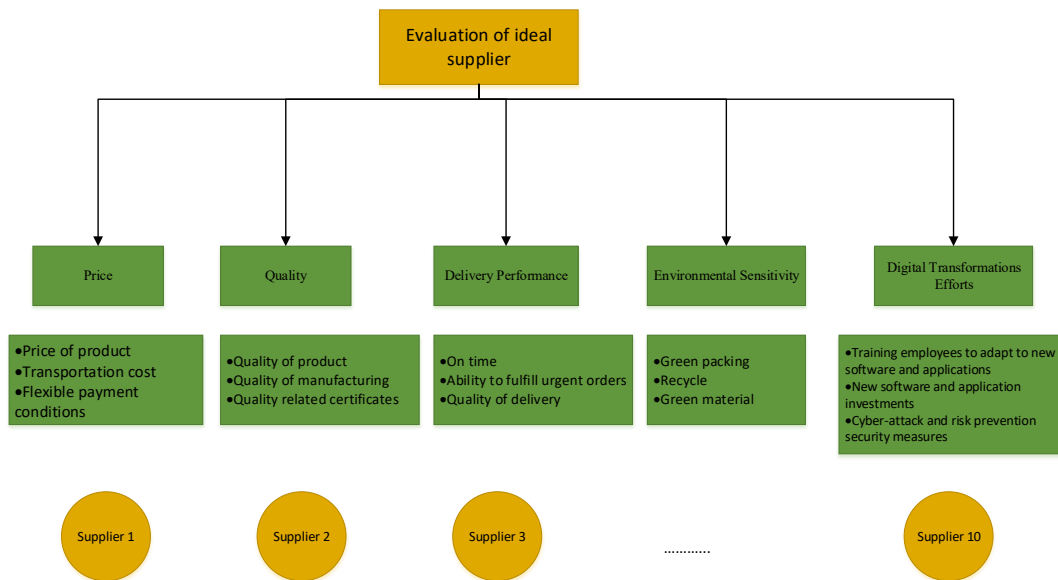 Evaluation of ideal
supplier
Price
Quality
Delivery Performance
Environmental Sensitivity
Digital Transformations
Efforts
•Price of product
•Transportation cost
•Flexible payment
conditions
•Quality of product
•Quality of manufacturing
•Quality related certificates
•On time
•Ability to fulfill urgent orders
•Quality of delivery
•Green packing
•Recycle
•Green material
•Training employees to adapt to new
software and applications
•New software and application
investments
•Cyber-attack and risk prevention
security measures
Supplier 1
Supplier 2
Supplier 3
............
Supplier 10